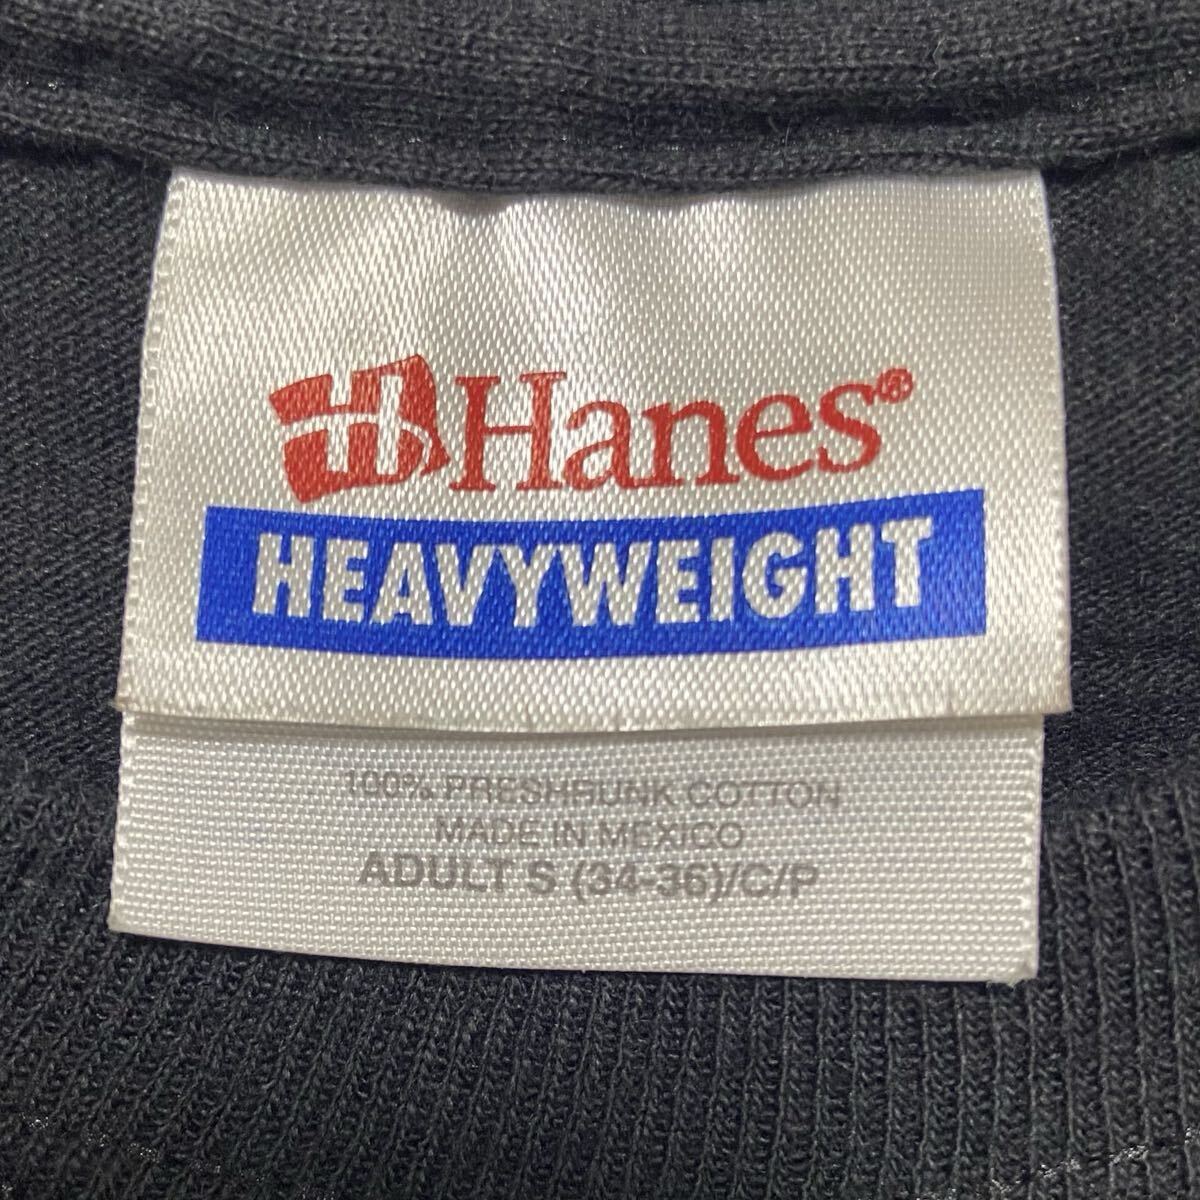 H Hanes®
HEAVYWEIGHT
100% PRESHRUNK COTTON
MADE IN MEXICO
ADULT S (34-36)/C/P